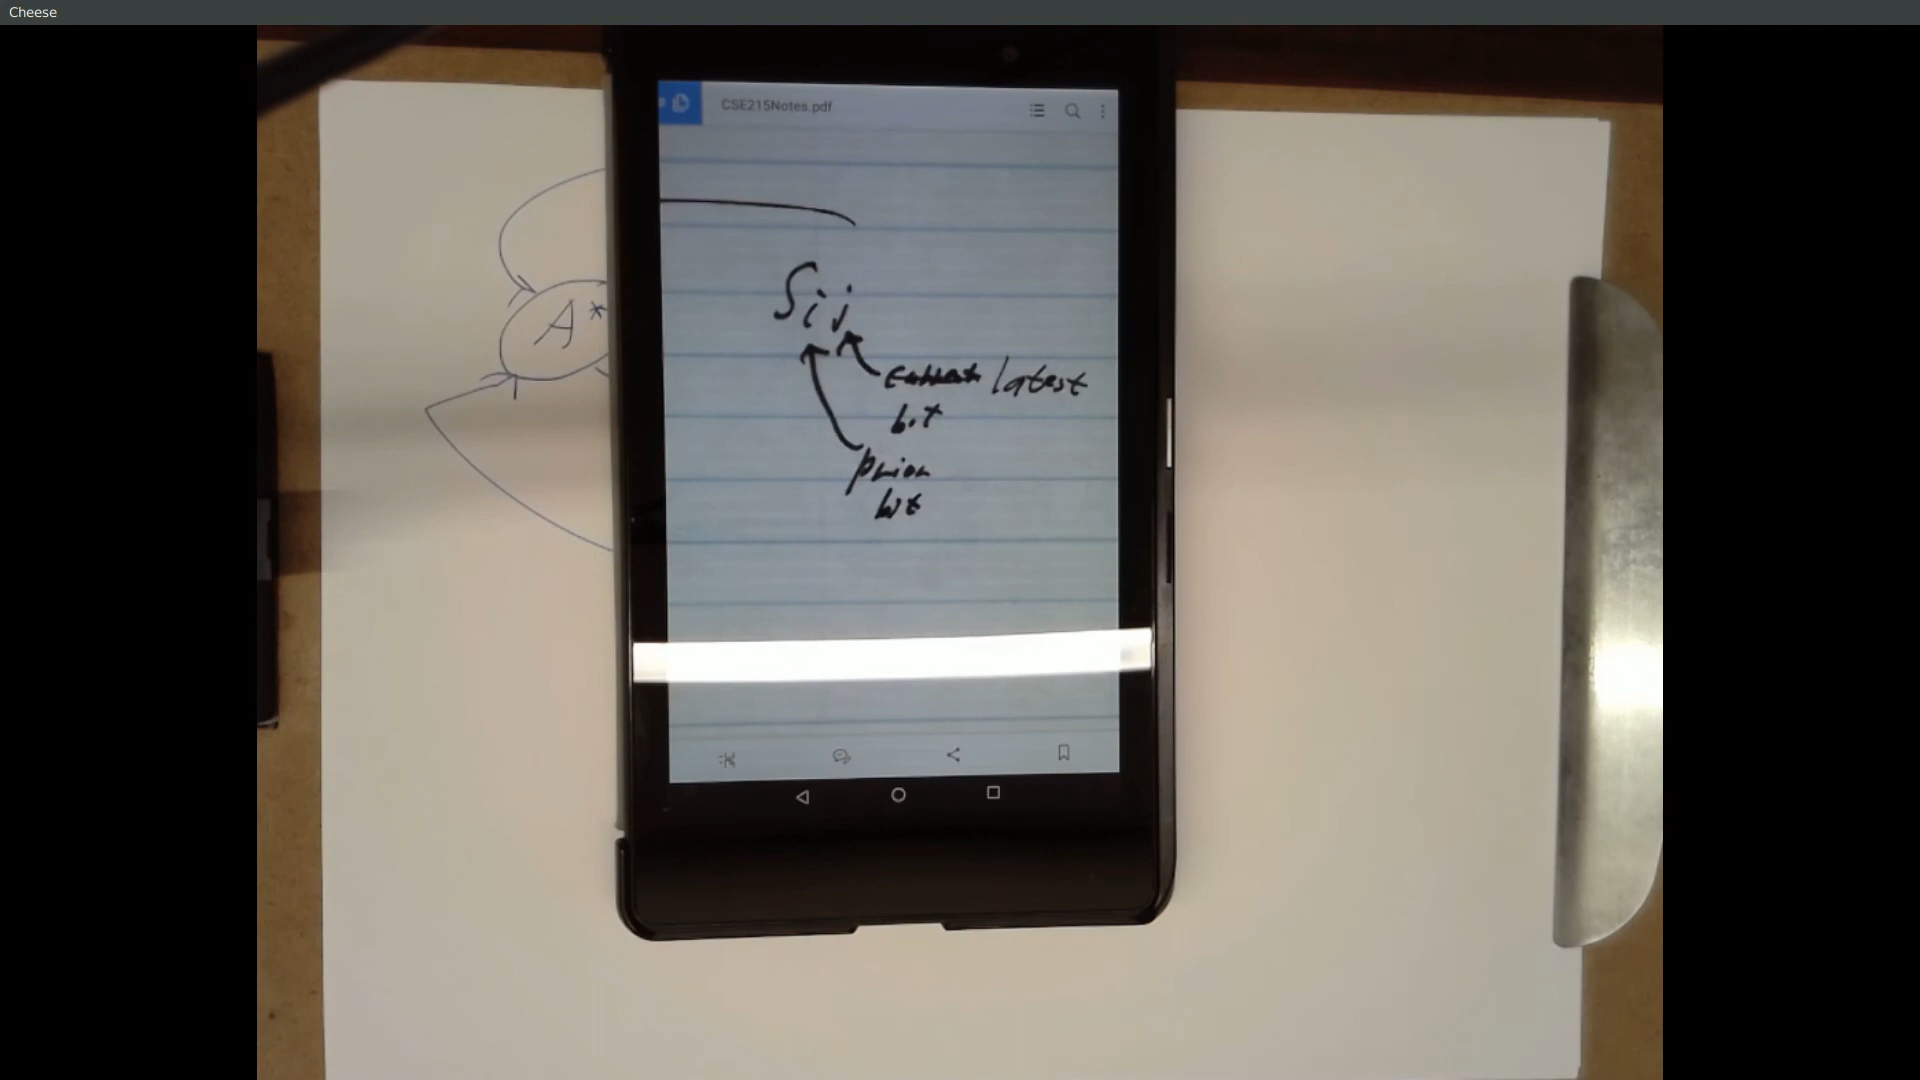 Cheese
CSE215Notes.pdf
A*
Sij
latest
bit
prior
bit